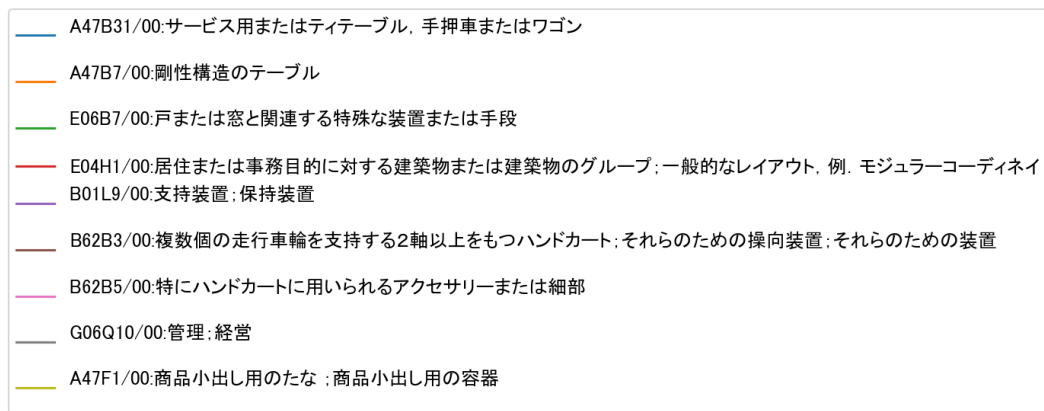 A47B31/00:サービス用またはティテーブル，手押車またはワゴン
A47B7/00:剛性構造のテーブル
E06B7/00:戸または窓と関連する特殊な装置または手段
E04H1/00:居住または事務目的に対する建築物または建築物のグループ；一般的なレイアウト，例．モジュラーコーディネイ
B01L9/00:支持装置；保持装置
B62B3/00:複数個の走行車輪を支持する２軸以上をもつハンドカート；それらのための操向装置；それらのための装置
B62B5/00:特にハンドカートに用いられるアクセサリーまたは細部
G06Q10/00:管理；経営
A47F1/00:商品小出し用のたな ；商品小出し用の容器